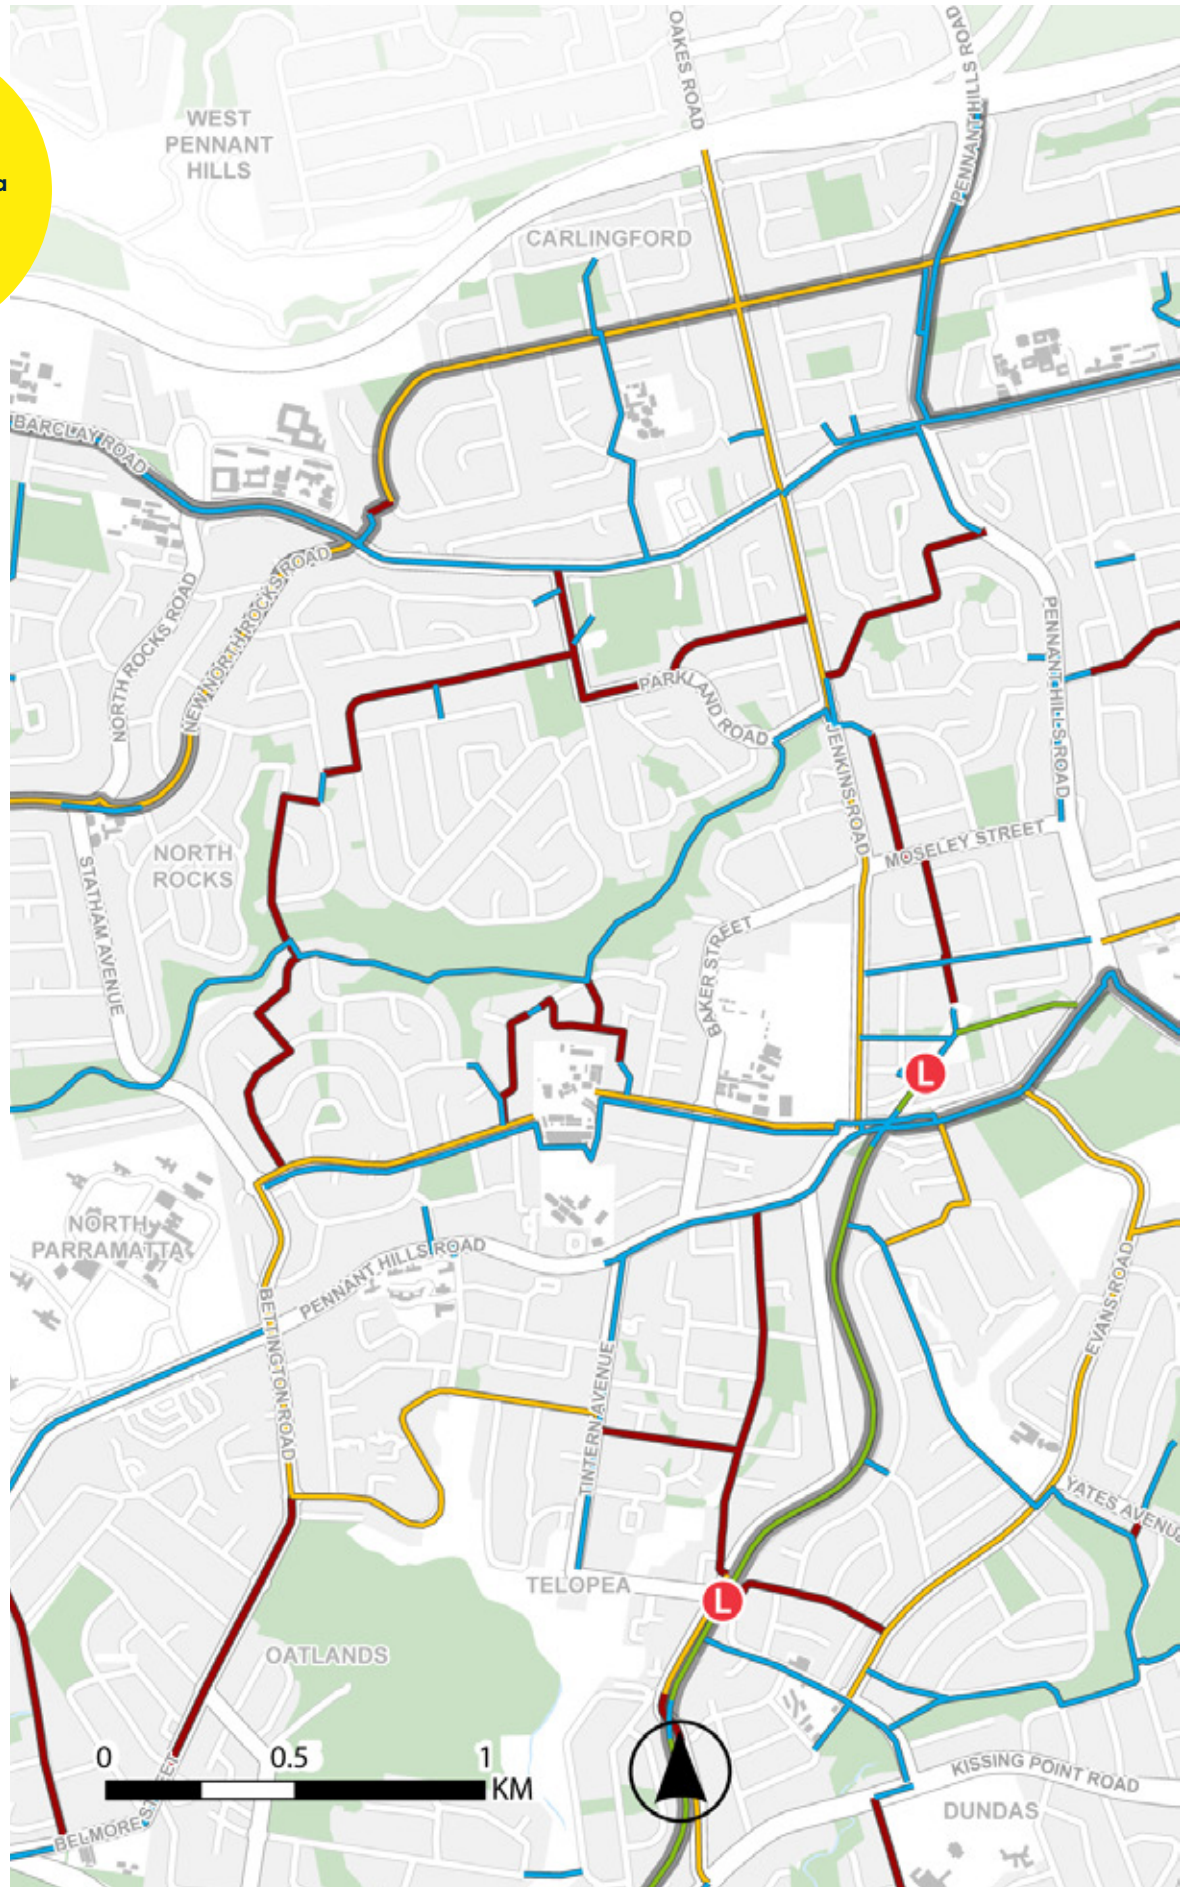 OAKES ROAD
PENNANT HILLS ROAD
WEST
PENNANT
HILLS
a
PENNANT HILLS ROAD
CARLINGFORD
BARCLAY ROAD
NEW NORTH ROCKS ROAD
NORTH ROCKS ROAD
PENNANT HILLS ROAD
PARKLAND ROAD
JENKINS ROAD
MOSELEY STREET
NORTH
ROCKS
STATHAM AVENUE
BAKER STREET
L
NORTH
PARRAMATTA
PENNANT HILLS ROAD
EVANS ROAD
BETTINGTON ROAD
TINTERN AVENUE
YATES AVENUE
TELOPEA
L
OATLANDS
0 0.5 1
KM
KISSING POINT ROAD
DUNDAS
BELMORE STREET